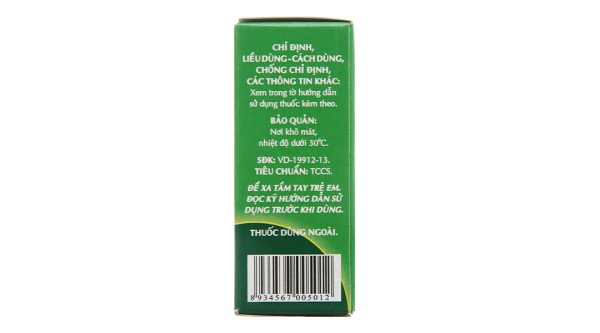 CHỈ ĐỊNH,
LIỀU DÙNG-CÁCH DÙNG,
CHỐNG CHỈ ĐỊNH,
CÁC THÔNG TIN KHÁC:
Xem trong tờ hướng dẫn
sử dụng thuốc kèm theo.
BẢO QUẢN:
Nơi khô mát,
nhiệt độ dưới 30⁰C.
SĐK: VD-19912-13.
TIÊU CHUẨN: TCCS.
ĐỂ XA TẦM TAY TRẺ EM.
ĐỌC KỸ HƯỚNG DẪN SỬ
DỤNG TRƯỚC KHI DÙNG.
THUỐC DÙNG NGOÀI.
8 934567 005012